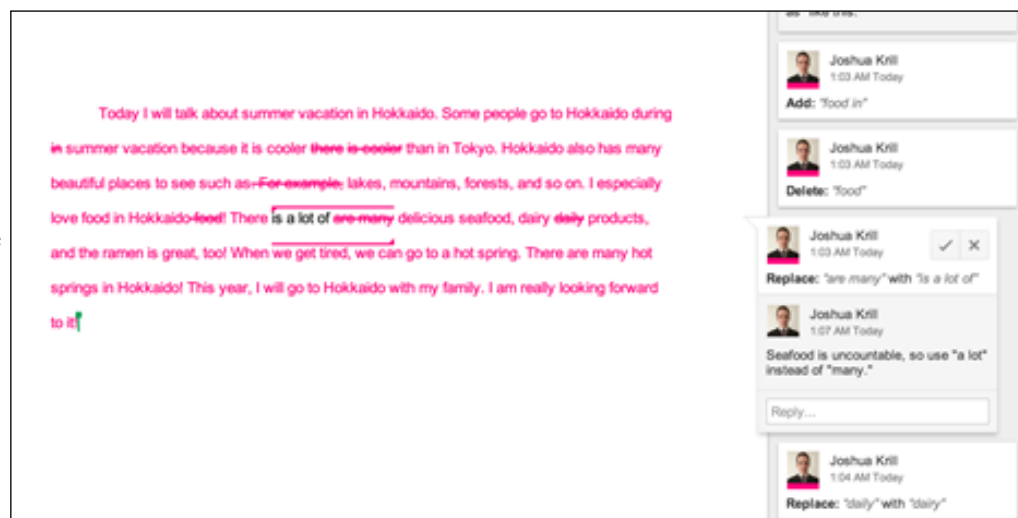 Today I will talk about summer vacation in Hokkaido. Some people go to Hokkaido during
in summer vacation because it is cooler there is cooler than in Tokyo. Hokkaido also has many
beautiful places to see such as. For example, lakes, mountains, forests, and so on. I especially
love food in Hokkaido food! There is a lot of are many delicious seafood, dairy daily products,
and the ramen is great, too! When we get tired, we can go to a hot spring. There are many hot
springs in Hokkaido! This year, I will go to Hokkaido with my family. I am really looking forward
to it!
as "like this."
Joshua Krill
1:03 AM Today
Add: "food in"
Joshua Krill
1:03 AM Today
Delete: "food"
Joshua Krill
1:03 AM Today
Replace: "are many" with "is a lot of"
Joshua Krill
1:07 AM Today
Seafood is uncountable, so use "a lot"
instead of "many."
Reply...
Joshua Krill
1:04 AM Today
Replace: "daily" with "dairy"